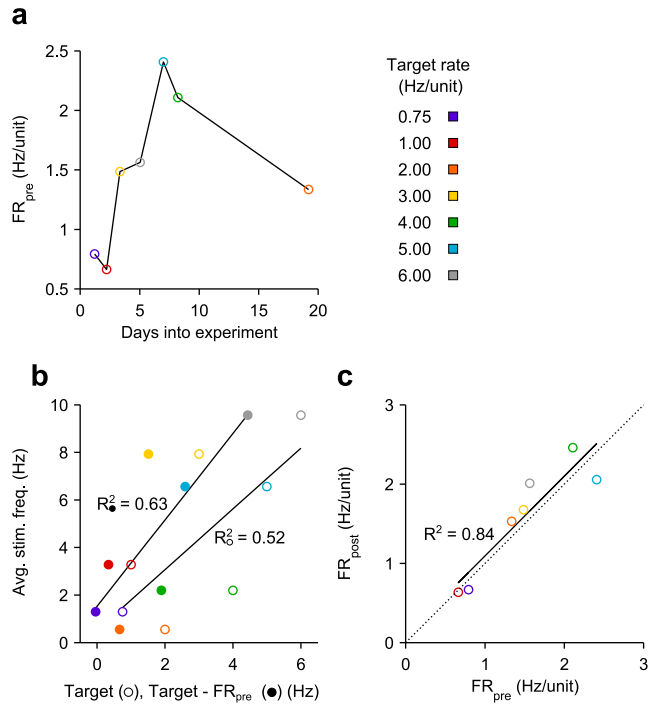 a
FRpre (Hz/unit)
2.5
2
1.5
1
0.5
0 5 10 15 20
Days into experiment
Target rate
(Hz/unit)
0.75
1.00
2.00
3.00
4.00
5.00
6.00
b
Avg. stim. freq. (Hz)
10
8
6
4
2
0
R²● = 0.63
R²○ = 0.52
0 2 4 6
Target (○), Target - FRpre (●) (Hz)
c
FRpost (Hz/unit)
3
2
1
0
R² = 0.84
0 1 2 3
FRpre (Hz/unit)